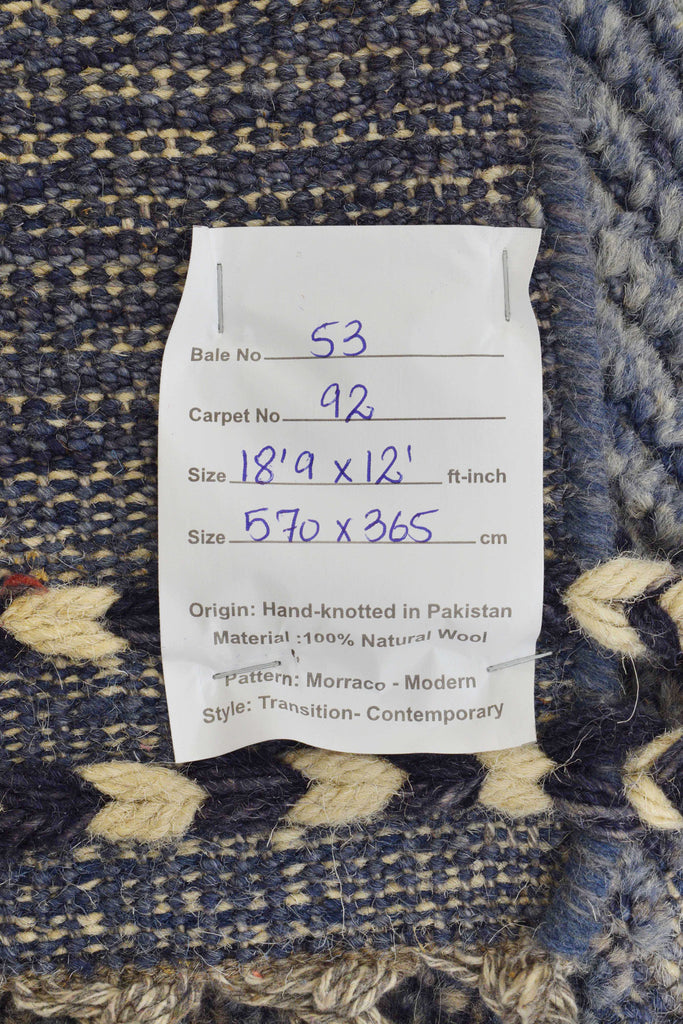 Bale No 53
Carpet No 92
Size 18'9 x 12' ft-inch
Size 570 x 365 cm
Origin: Hand-knotted in Pakistan
Material :100% Natural Wool
Pattern: Morraco - Modern
Style: Transition- Contemporary